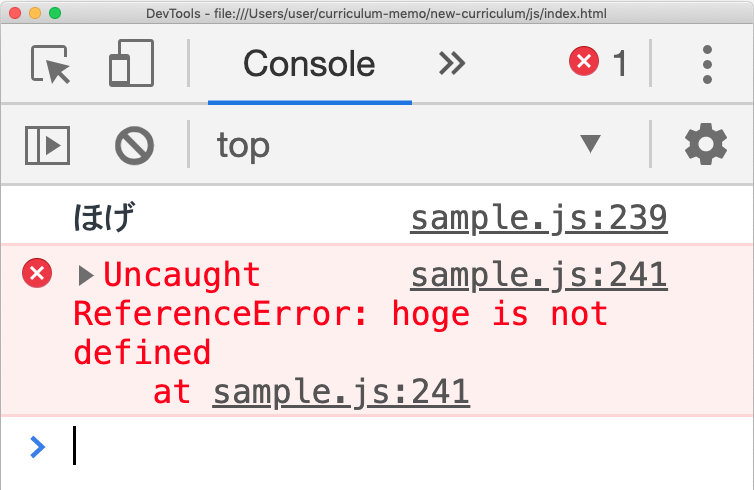 DevTools - file:///Users/user/curriculum-memo/new-curriculum/js/index.html
Console 1
top
ほげ sample.js:239
Uncaught sample.js:241
ReferenceError: hoge is not
defined
at sample.js:241